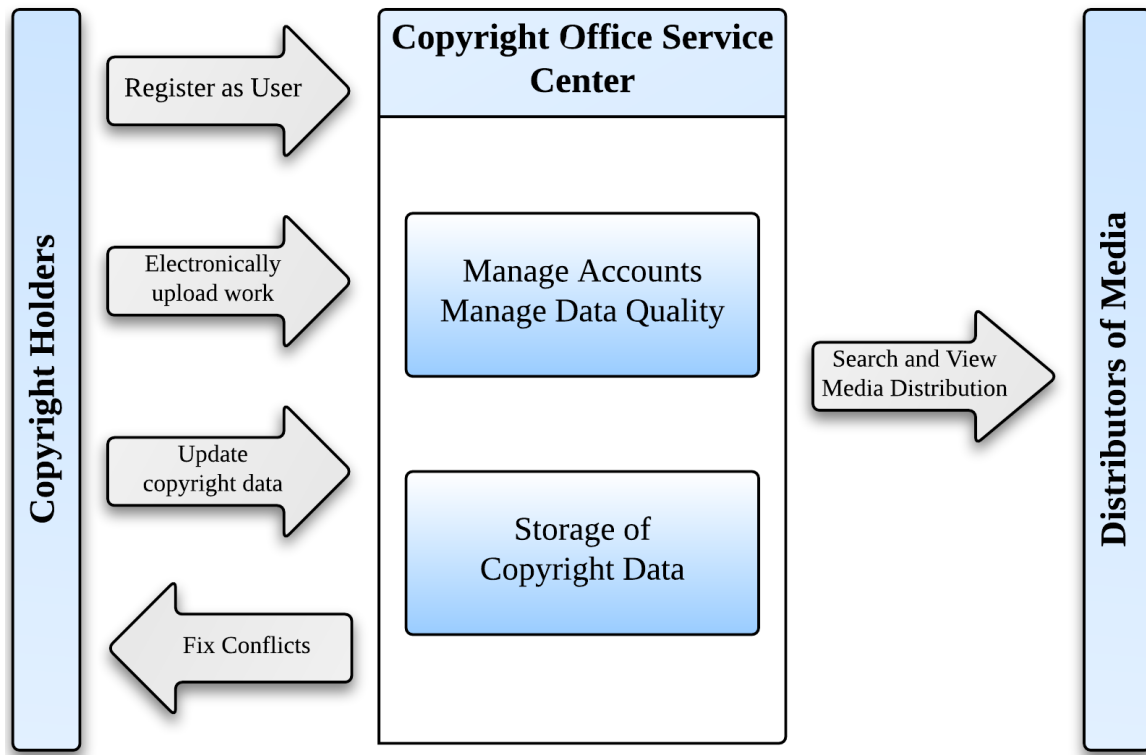 Copyright Holders
Register as User
Electronically
upload work
Update
copyright data
Fix Conflicts
Copyright Office Service
Center
Manage Accounts
Manage Data Quality
Storage of
Copyright Data
Search and View
Media Distribution
Distributors of Media